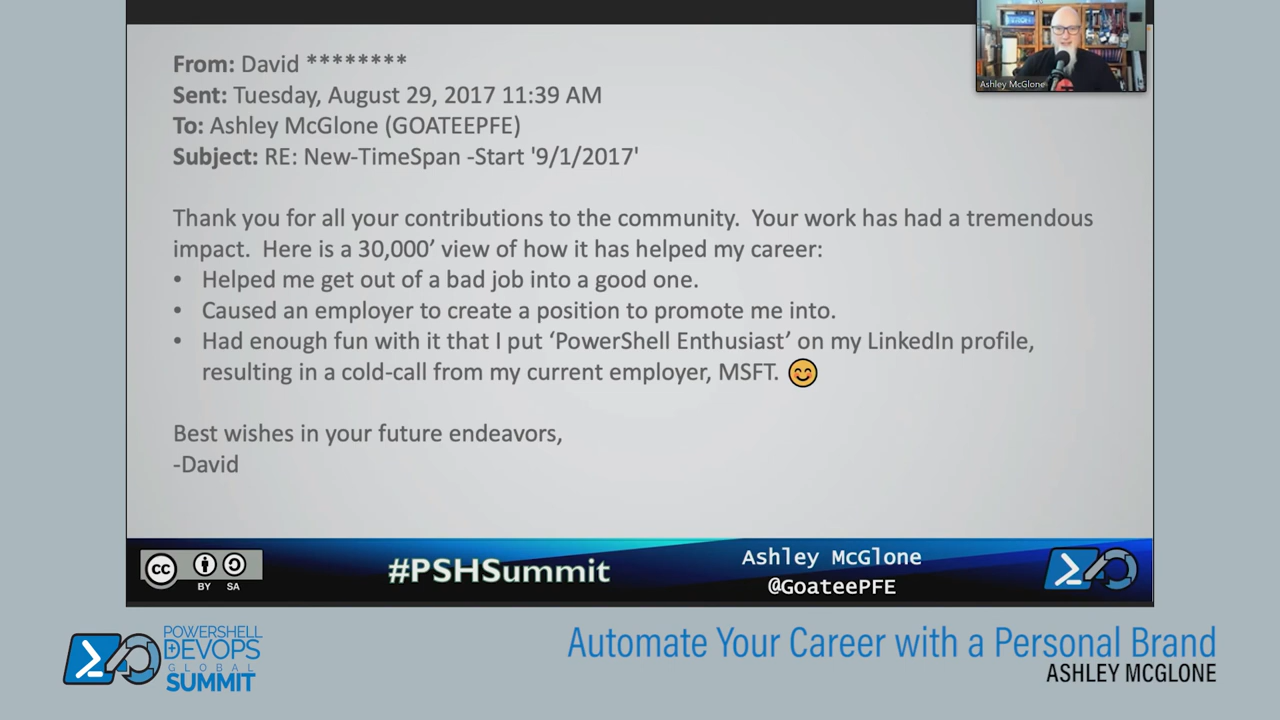 From: David ********
Sent: Tuesday, August 29, 2017 11:39 AM
To: Ashley McGlone (GOATEEPFE)
Subject: RE: New-TimeSpan -Start '9/1/2017'
Thank you for all your contributions to the community.  Your work has had a tremendous
impact.  Here is a 30,000’ view of how it has helped my career:
• Helped me get out of a bad job into a good one.
• Caused an employer to create a position to promote me into.
• Had enough fun with it that I put ‘PowerShell Enthusiast’ on my LinkedIn profile,
resulting in a cold-call from my current employer, MSFT. 😊
Best wishes in your future endeavors,
-David
Ashley McGlone
cc
BY SA
#PSHSummit
Ashley McGlone
@GoateePFE
POWERSHELL
DEVOPS
GLOBAL
SUMMIT
Automate Your Career with a Personal Brand
ASHLEY MCGLONE